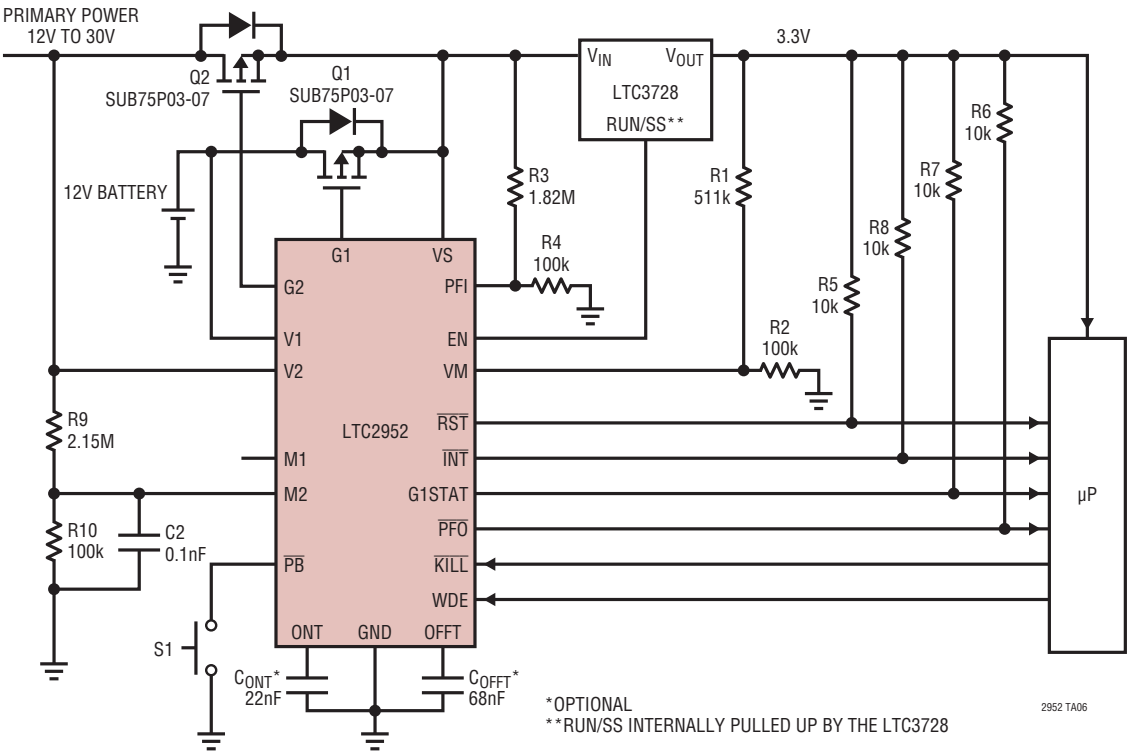 PRIMARY POWER
12V TO 30V
Q2
SUB75P03-07
Q1
SUB75P03-07
12V BATTERY
VIN
VOUT
LTC3728
RUN/SS**
3.3V
R3
1.82M
R4
100k
R1
511k
R2
100k
R5
10k
R8
10k
R7
10k
R6
10k
G1
VS
G2
PFI
V1
EN
V2
VM
LTC2952
RST
M1
INT
M2
G1STAT
PFO
PB
KILL
WDE
ONT
GND
OFFT
µP
R9
2.15M
R10
100k
C2
0.1nF
S1
CONT*
22nF
COFFT*
68nF
*OPTIONAL
**RUN/SS INTERNALLY PULLED UP BY THE LTC3728
2952 TA06